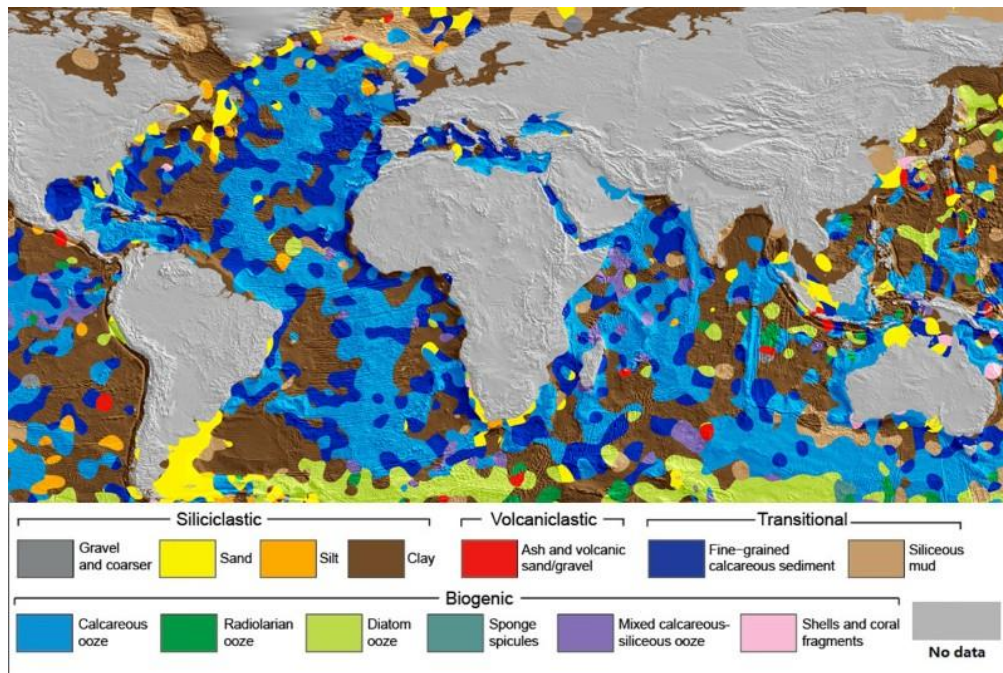 Siliciclastic
Volcaniclastic
Transitional
Gravel
and coarser
Sand
Silt
Clay
Ash and volcanic
sand/gravel
Fine-grained
calcareous sediment
Siliceous
mud
Biogenic
Calcareous
ooze
Radiolarian
ooze
Diatom
ooze
Sponge
spicules
Mixed calcareous-
siliceous ooze
Shells and coral
fragments
No data